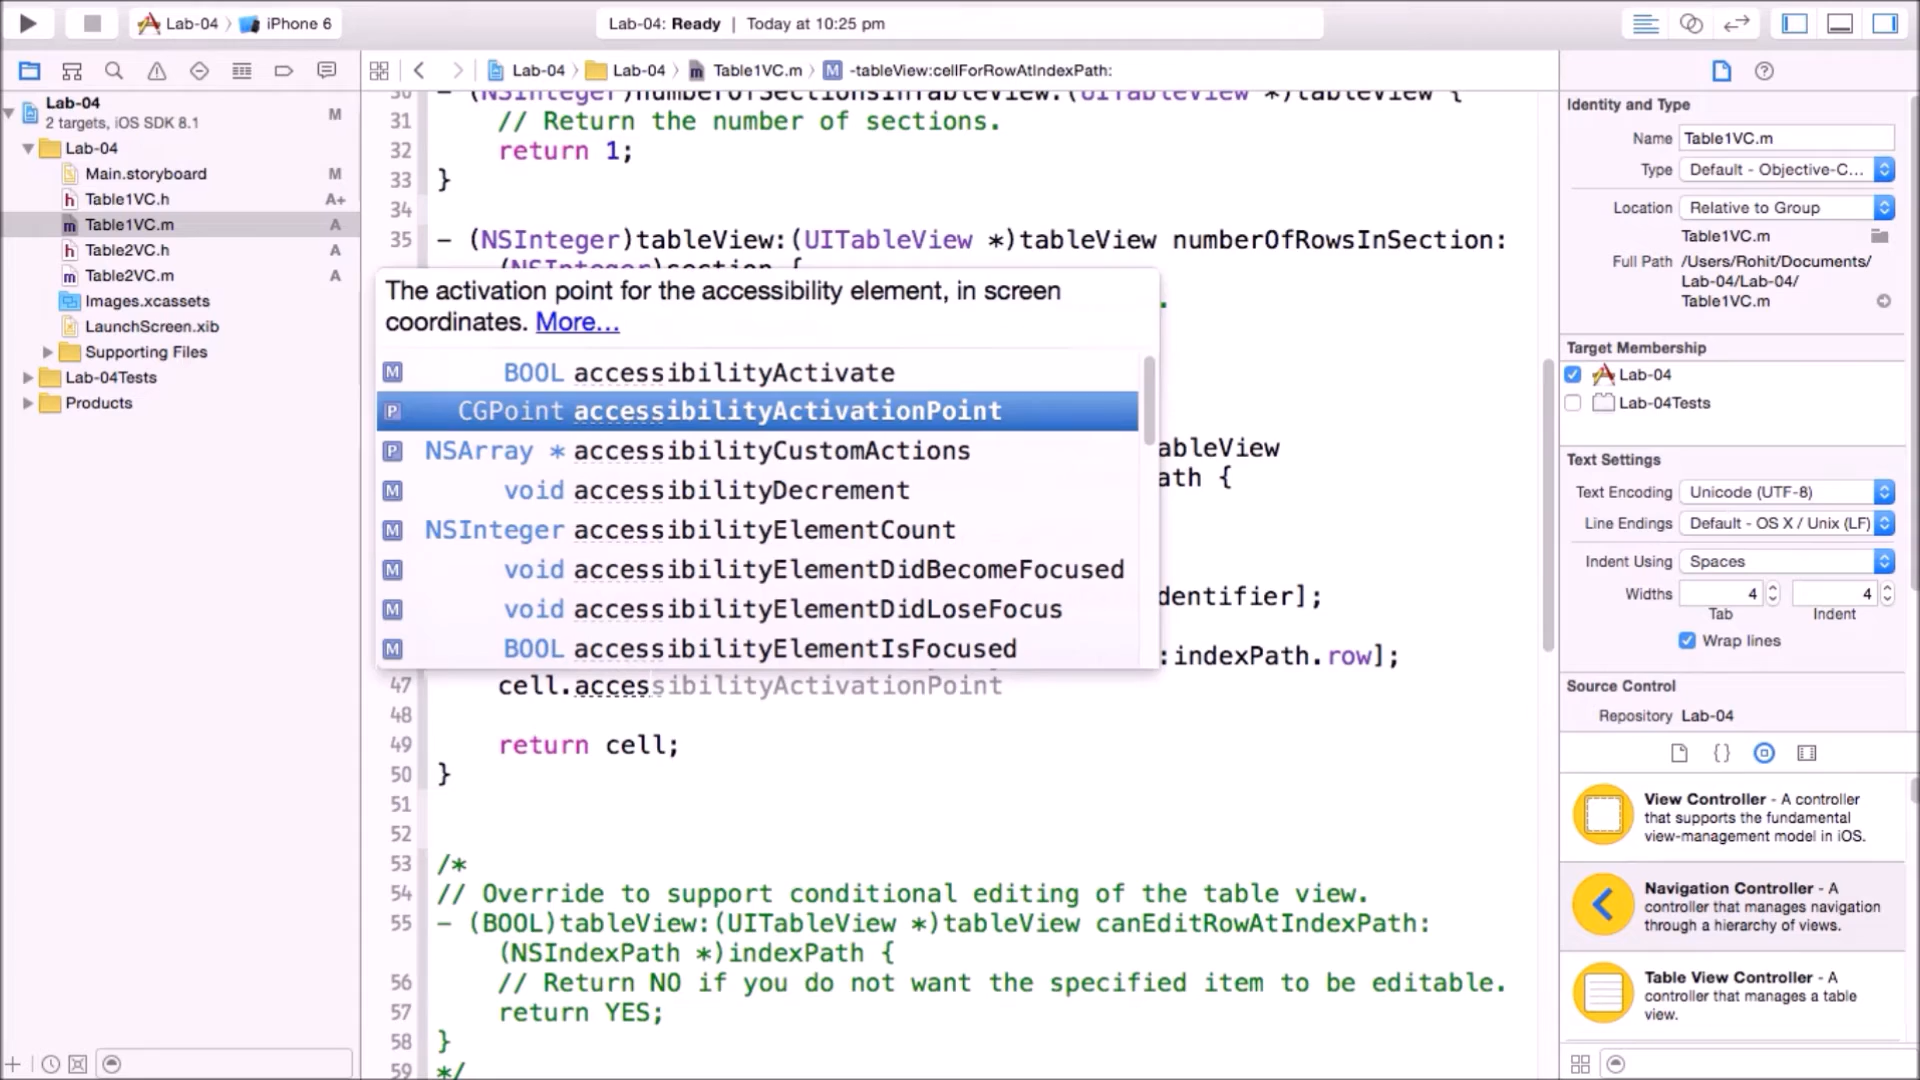 Lab-04 〉 iPhone 6
Lab-04: Ready | Today at 10:25 pm
Lab-04 〉 Lab-04 〉 Table1VC.m 〉 M -tableView:cellForRowAtIndexPath:
Lab-04 M
2 targets, iOS SDK 8.1
Lab-04
Main.storyboard M
Table1VC.h A+
Table1VC.m A
Table2VC.h A
Table2VC.m A
Images.xcassets
LaunchScreen.xib
Supporting Files
Lab-04Tests
Products
30 - (NSInteger)numberOfSectionsInTableView:(UITableView *)tableView {
31 // Return the number of sections.
32 return 1;
33 }
34
35 - (NSInteger)tableView:(UITableView *)tableView numberOfRowsInSection:
(NSInteger)section {
The activation point for the accessibility element, in screen
coordinates. More...
M BOOL accessibilityActivate
P CGPoint accessibilityActivationPoint
P NSArray * accessibilityCustomActions
M void accessibilityDecrement
M NSInteger accessibilityElementCount
M void accessibilityElementDidBecomeFocused
M void accessibilityElementDidLoseFocus
M BOOL accessibilityElementIsFocused
.
ableView
ath {
dentifier];
:indexPath.row];
47 cell.accessibilityActivationPoint
48
49 return cell;
50 }
51
52
53 /*
54 // Override to support conditional editing of the table view.
55 - (BOOL)tableView:(UITableView *)tableView canEditRowAtIndexPath:
(NSIndexPath *)indexPath {
56 // Return NO if you do not want the specified item to be editable.
57 return YES;
58 }
59 */
Identity and Type
Name Table1VC.m
Type Default - Objective-C...
Location Relative to Group
Table1VC.m
Full Path /Users/Rohit/Documents/
Lab-04/Lab-04/
Table1VC.m
Target Membership
Lab-04
Lab-04Tests
Text Settings
Text Encoding Unicode (UTF-8)
Line Endings Default - OS X / Unix (LF)
Indent Using Spaces
Widths 4 4
Tab Indent
Wrap lines
Source Control
Repository Lab-04
{}
View Controller - A controller
that supports the fundamental
view-management model in iOS.
Navigation Controller - A
controller that manages navigation
through a hierarchy of views.
Table View Controller - A
controller that manages a table
view.